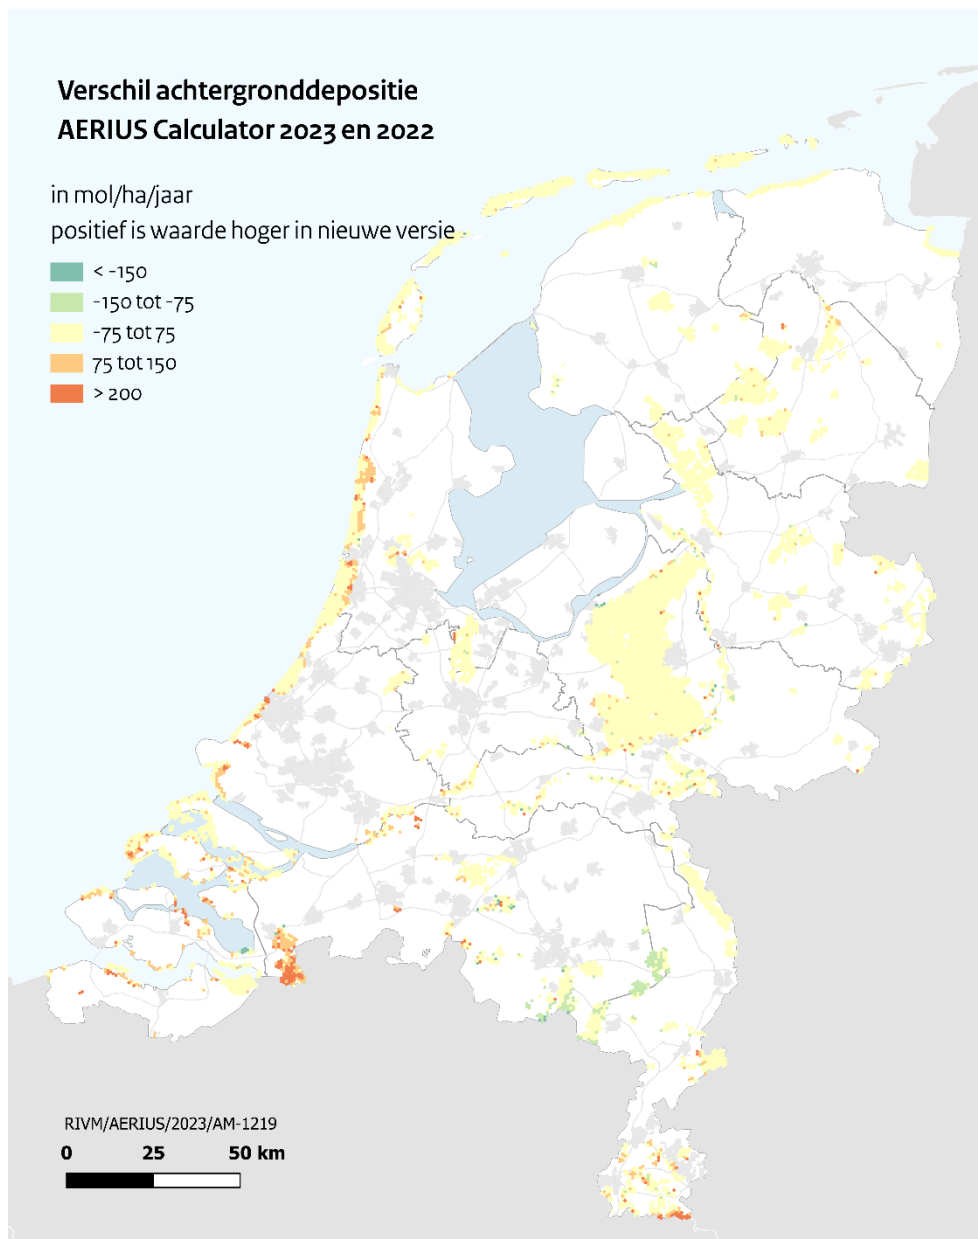 Verschil achtergronddepositie
AERIUS Calculator 2023 en 2022
in mol/ha/jaar
positief is waarde hoger in nieuwe versie
< -150
-150 tot -75
-75 tot 75
75 tot 150
> 200
RIVM/AERIUS/2023/AM-1219
0 25 50 km